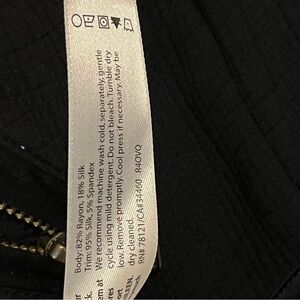 Body: 82% Rayon, 18% Silk
Trim: 95% Silk, 5% Spandex
We recommend machine wash cold, separately, gentle
cycle using mild detergent. Do not bleach. Tumble dry
low. Remove promptly. Cool press if necessary. May be
dry cleaned.
RN# 78121/CA#34460 R4OVQ